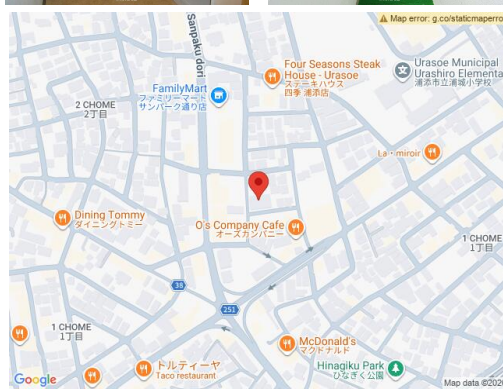 Map error: g.co/staticmaperro
Sanpaku dori
Four Seasons Steak
House - Urasoe
ステーキハウス
四季 浦添店
Urasoe Municipal
Urashiro Elementa
浦添市立浦城小学校
FamilyMart
ファミリーマート
サンパーク通り店
2 CHOME
2丁目
La・miroir
Dining Tommy
ダイニングトミー
O's Company Cafe
オーズカンパニー
1 CHOME
1丁目
38
251
1 CHOME
1丁目
McDonald's
マクドナルド
トルティーヤ
Taco restaurant
Hinagiku Park
ひなぎく公園
Google
Map data ©202